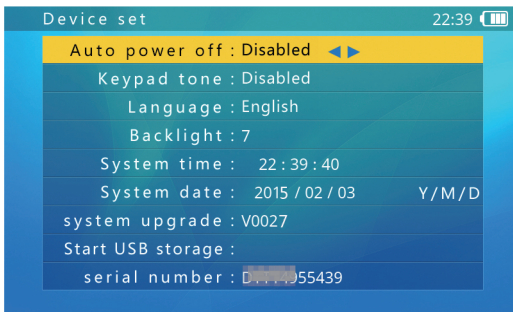 Device set 22:39
Auto power off : Disabled
Keypad tone : Disabled
Language : English
Backlight : 7
System time : 22 : 39 : 40
System date : 2015 / 02 / 03 Y/M/D
system upgrade : V0027
Start USB storage :
serial number :